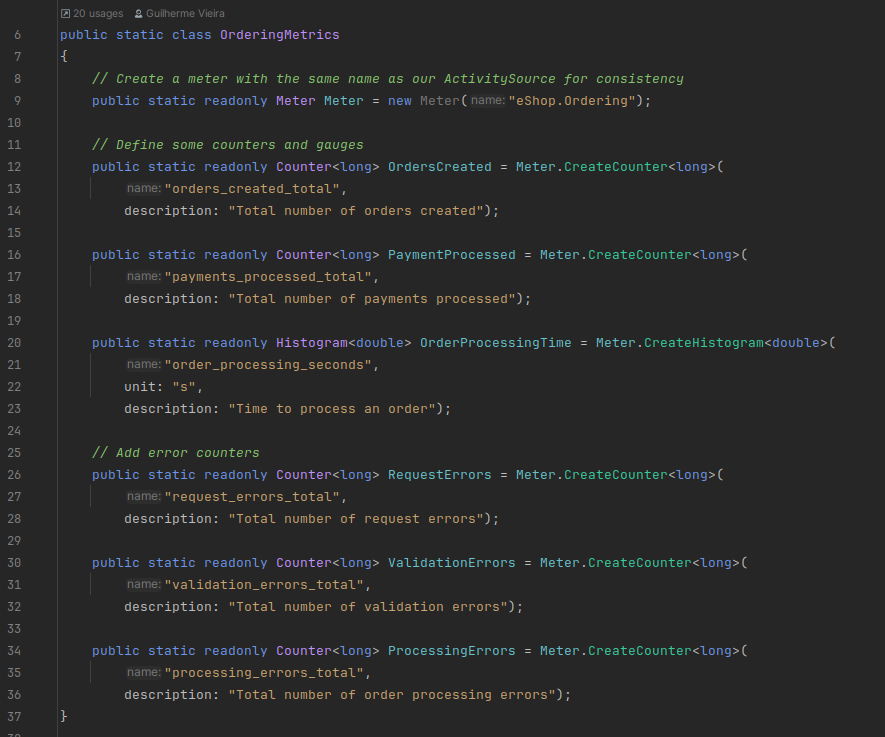 20 usages Guilherme Vieira
6 public static class OrderingMetrics
7 {
8 // Create a meter with the same name as our ActivitySource for consistency
9 public static readonly Meter Meter = new Meter(name:"eShop.Ordering");
10
11 // Define some counters and gauges
12 public static readonly Counter<long> OrdersCreated = Meter.CreateCounter<long>(
13 name:"orders_created_total",
14 description: "Total number of orders created");
15
16 public static readonly Counter<long> PaymentProcessed = Meter.CreateCounter<long>(
17 name:"payments_processed_total",
18 description: "Total number of payments processed");
19
20 public static readonly Histogram<double> OrderProcessingTime = Meter.CreateHistogram<double>(
21 name:"order_processing_seconds",
22 unit: "s",
23 description: "Time to process an order");
24
25 // Add error counters
26 public static readonly Counter<long> RequestErrors = Meter.CreateCounter<long>(
27 name:"request_errors_total",
28 description: "Total number of request errors");
29
30 public static readonly Counter<long> ValidationErrors = Meter.CreateCounter<long>(
31 name:"validation_errors_total",
32 description: "Total number of validation errors");
33
34 public static readonly Counter<long> ProcessingErrors = Meter.CreateCounter<long>(
35 name:"processing_errors_total",
36 description: "Total number of order processing errors");
37 }